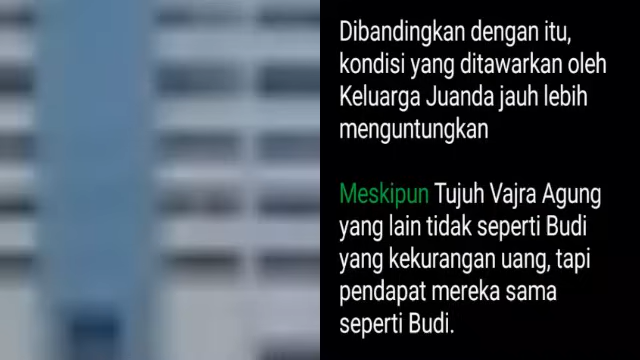 Dibandingkan dengan itu,
kondisi yang ditawarkan oleh
Keluarga Juanda jauh lebih
menguntungkan
Meskipun Tujuh Vajra Agung
yang lain tidak seperti Budi
yang kekurangan uang, tapi
pendapat mereka sama
seperti Budi.